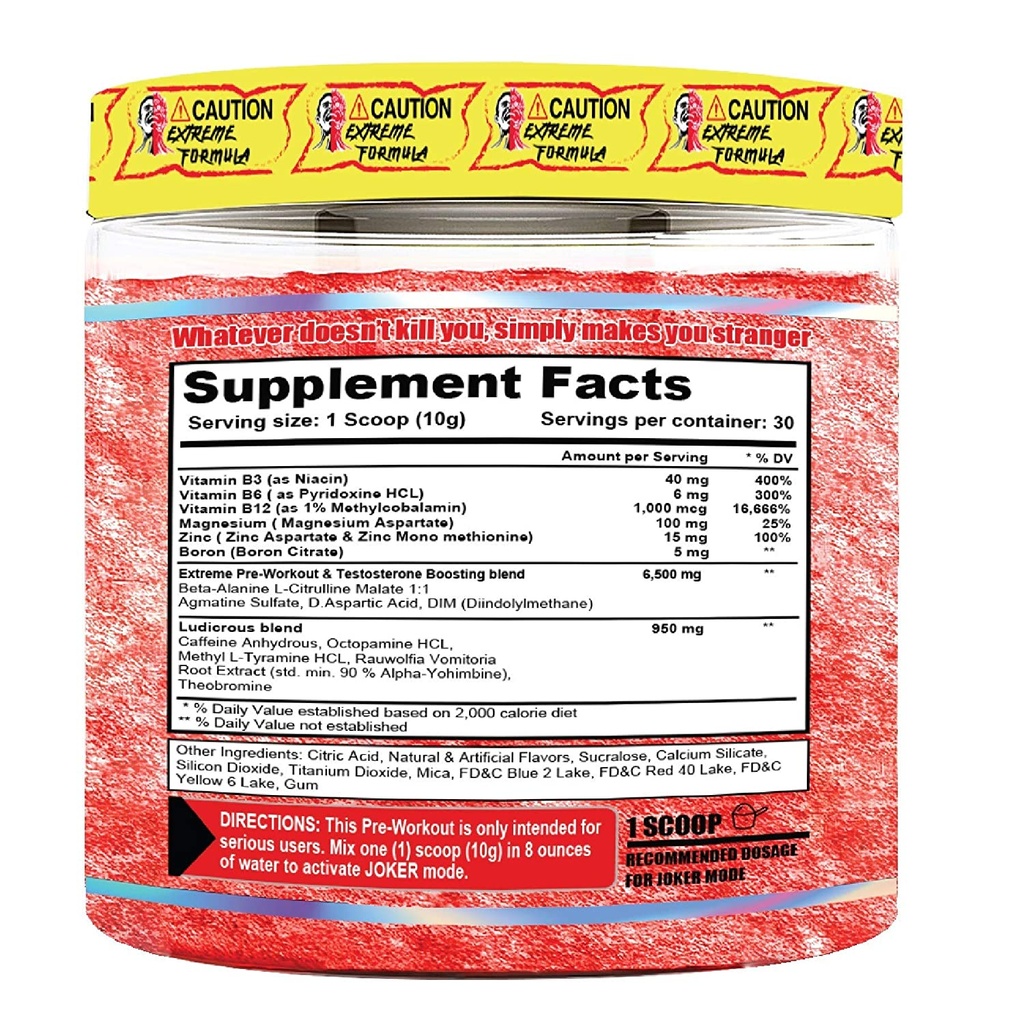 CAUTION CAUTION CAUTION CAUTION
EXTREME EXTREME EXTREME EXTREME
FORMULA FORMULA FORMULA FORMULA
Whatever doesn't kill you, simply makes you stranger
Supplement Facts
Serving size: 1 Scoop (10g) Servings per container: 30
Amount per Serving * % DV
Vitamin B3 (as Niacin) 40 mg 400%
Vitamin B6 ( as Pyridoxine HCL) 6 mg 300%
Vitamin B12 (as 1% Methylcobalamin) 1,000 mcg 16,666%
Magnesium ( Magnesium Aspartate) 100 mg 25%
Zinc ( Zinc Aspartate & Zinc Mono methionine) 15 mg 100%
Boron (Boron Citrate) 5 mg **
Extreme Pre-Workout & Testosterone Boosting blend 6,500 mg **
Beta-Alanine L-Citrulline Malate 1:1
Agmatine Sulfate, D.Aspartic Acid, DIM (Diindolylmethane)
Ludicrous blend 950 mg **
Caffeine Anhydrous, Octopamine HCL,
Methyl L-Tyramine HCL, Rauwolfia Vomitoria
Root Extract (std. min. 90 % Alpha-Yohimbine),
Theobromine
* % Daily Value established based on 2,000 calorie diet
** % Daily Value not established
Other Ingredients: Citric Acid, Natural & Artificial Flavors, Sucralose, Calcium Silicate,
Silicon Dioxide, Titanium Dioxide, Mica, FD&C Blue 2 Lake, FD&C Red 40 Lake, FD&C
Yellow 6 Lake, Gum
DIRECTIONS: This Pre-Workout is only intended for
serious users. Mix one (1) scoop (10g) in 8 ounces
of water to activate JOKER mode.
1 SCOOP
RECOMMENDED DOSAGE
FOR JOKER MODE